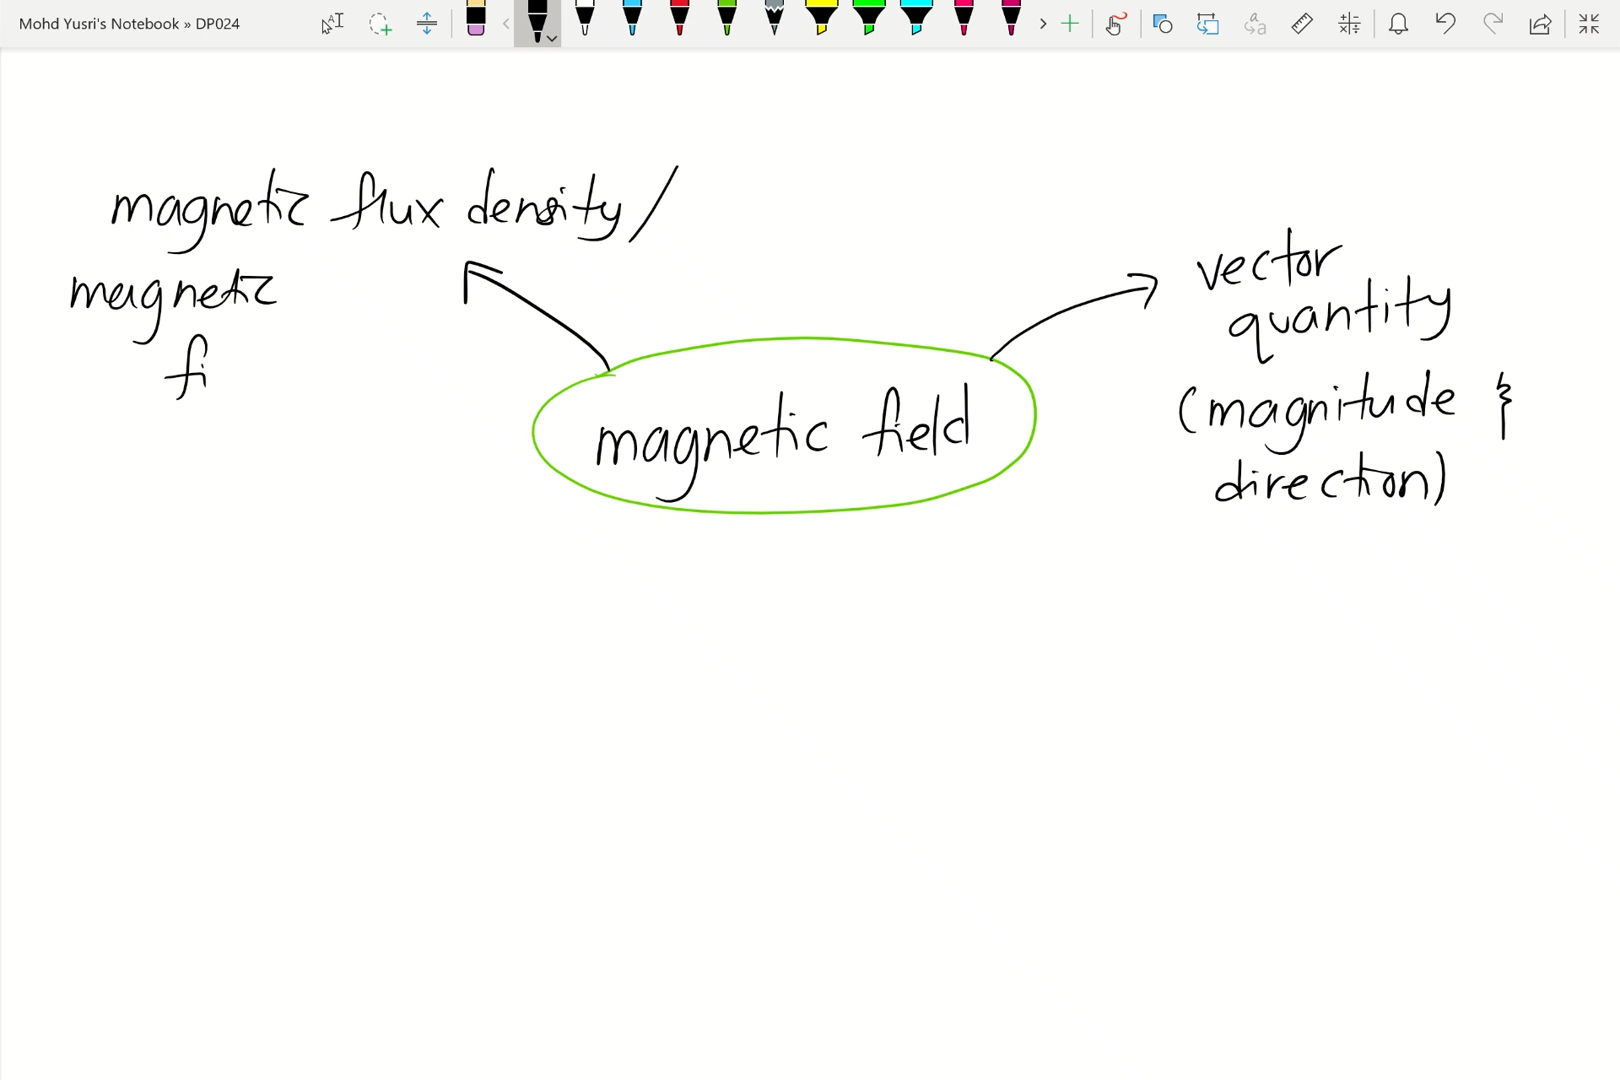 Mohd Yusri's Notebook » DP024
magnetic flux density/
magnetic
fi
magnetic field
vector
quantity
(magnitude &
direction)